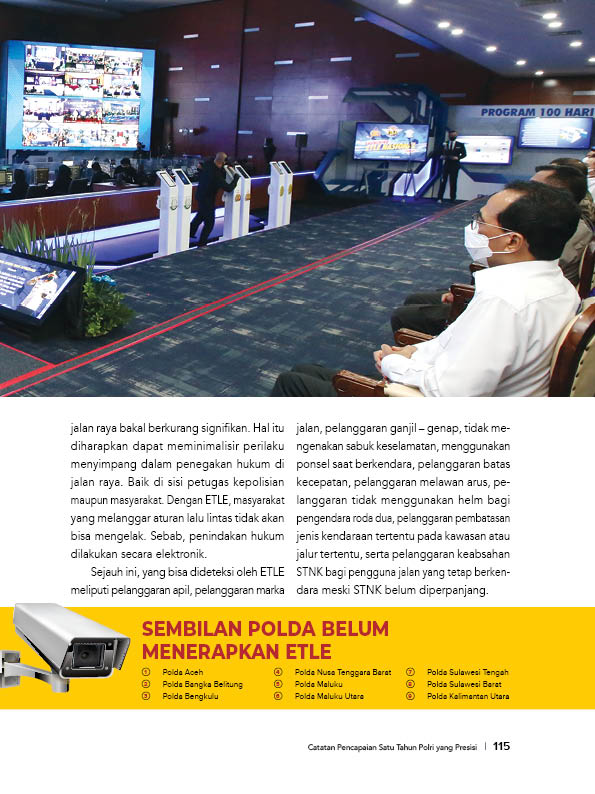 PROGRAM 100 HARI
jalan raya bakal berkurang signifikan. Hal itu
diharapkan dapat meminimalisir perilaku
menyimpang dalam penegakan hukum di
jalan raya. Baik di sisi petugas kepolisian
maupun masyarakat. Dengan ETLE, masyarakat
yang melanggar aturan lalu lintas tidak akan
bisa mengelak. Sebab, penindakan hukum
dilakukan secara elektronik.
Sejauh ini, yang bisa dideteksi oleh ETLE
meliputi pelanggaran apil, pelanggaran marka
jalan, pelanggaran ganjil – genap, tidak me-
ngenakan sabuk keselamatan, menggunakan
ponsel saat berkendara, pelanggaran batas
kecepatan, pelanggaran melawan arus, pe-
langgaran tidak menggunakan helm bagi
pengendara roda dua, pelanggaran pembatasan
jenis kendaraan tertentu pada kawasan atau
jalur tertentu, serta pelanggaran keabsahan
STNK bagi pengguna jalan yang tetap berken-
dara meski STNK belum diperpanjang.
SEMBILAN POLDA BELUM
MENERAPKAN ETLE
1 Polda Aceh
2 Polda Bangka Belitung
3 Polda Bengkulu
4 Polda Nusa Tenggara Barat
5 Polda Maluku
6 Polda Maluku Utara
7 Polda Sulawesi Tengah
8 Polda Sulawesi Barat
9 Polda Kalimantan Utara
Catatan Pencapaian Satu Tahun Polri yang Presisi | 115